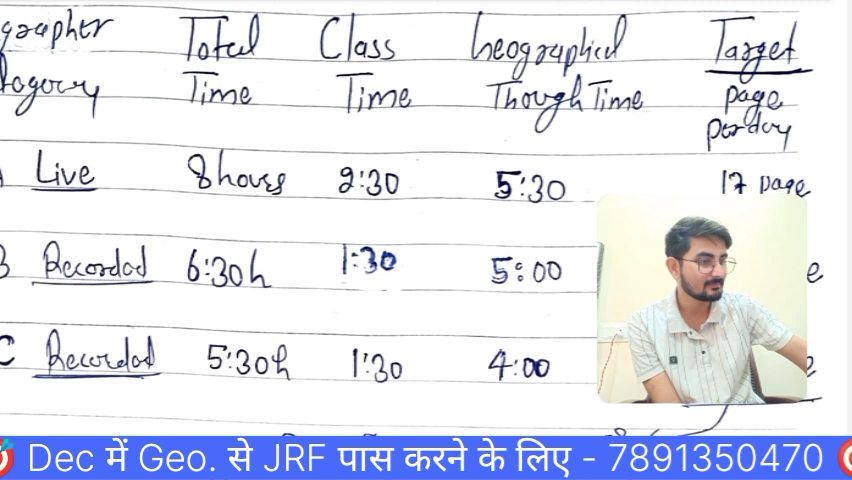 Total Class Geographical Target
Time Time Though Time page
per day
Live 8 hours 2:30 5:30 17 page
B Recorded 6:30h 1:30 5:00 e
C Recorded 5:30h 1:30 4:00 e
Dec में Geo. से JRF पास करने के लिए - 7891350470